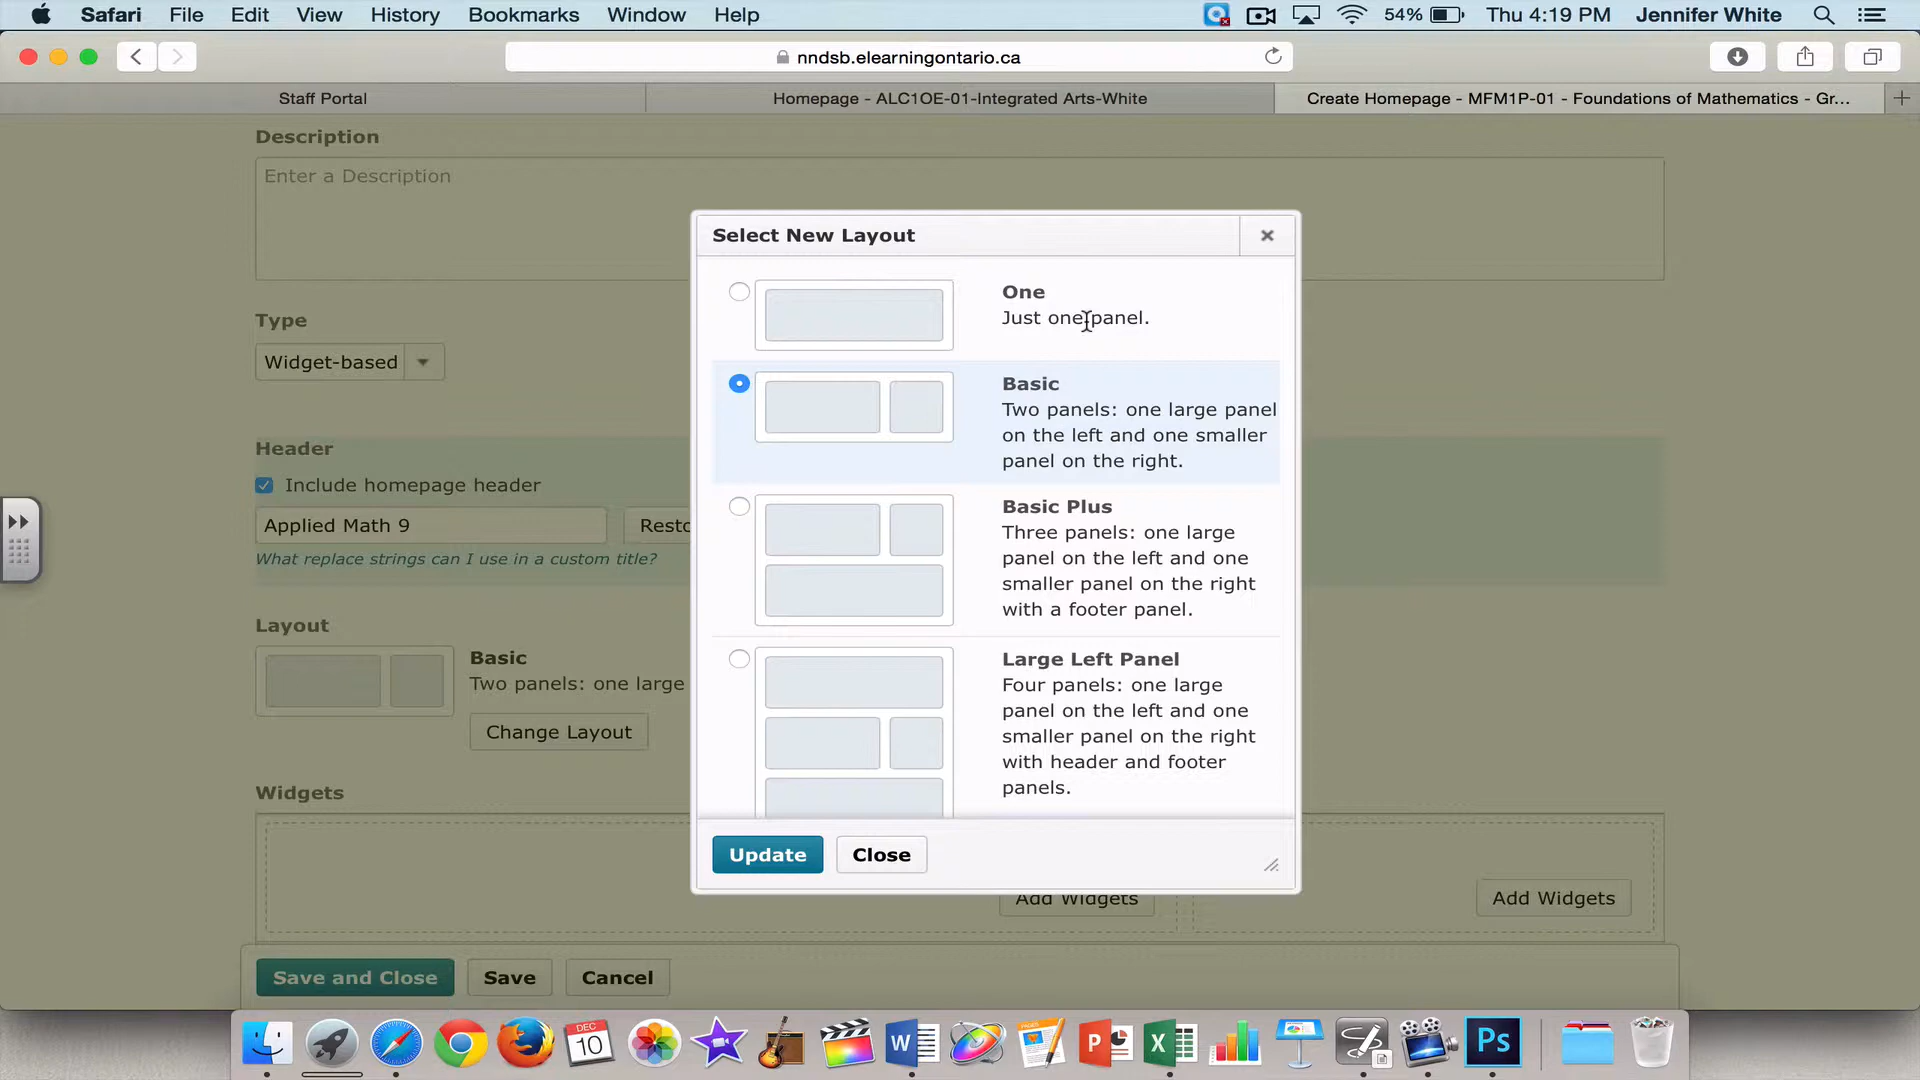 Safari File Edit View History Bookmarks Window Help 54% Thu 4:19 PM Jennifer White
nndsb.elearningontario.ca
Staff Portal Homepage - ALC1OE-01-Integrated Arts-White Create Homepage - MFM1P-01 - Foundations of Mathematics - Gr...
Description
Enter a Description
Type
Widget-based
Header
Include homepage header
Applied Math 9 Resto
What replace strings can I use in a custom title?
Layout
Basic
Two panels: one large
Change Layout
Widgets
Add Widgets Add Widgets
Save and Close Save Cancel
Select New Layout
One
Just one panel.
Basic
Two panels: one large panel
on the left and one smaller
panel on the right.
Basic Plus
Three panels: one large
panel on the left and one
smaller panel on the right
with a footer panel.
Large Left Panel
Four panels: one large
panel on the left and one
smaller panel on the right
with header and footer
panels.
Update Close
DEC
10
W
P
X
Ps